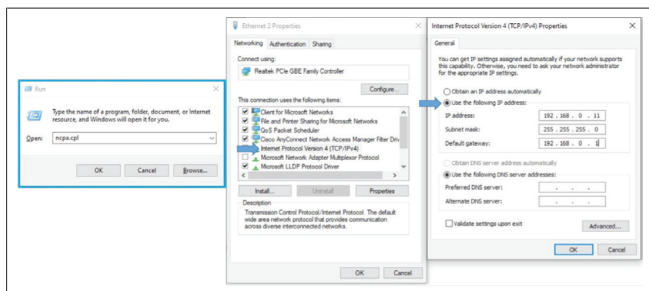 Run
Type the name of a program, folder, document, or Internet
resource, and Windows will open it for you.
Open: ncpa.cpl
OK Cancel Browse...
Ethernet 2 Properties
Networking Authentication Sharing
Connect using:
Realtek PCIe GBE Family Controller
Configure...
This connection uses the following items:
Client for Microsoft Networks
File and Printer Sharing for Microsoft Networks
QoS Packet Scheduler
Cisco AnyConnect Network Access Manager Filter Driv
Internet Protocol Version 4 (TCP/IPv4)
Microsoft Network Adapter Multiplexor Protocol
Microsoft LLDP Protocol Driver
Install... Uninstall Properties
Description
Transmission Control Protocol/Internet Protocol. The default
wide area network protocol that provides communication
across diverse interconnected networks.
OK Cancel
Internet Protocol Version 4 (TCP/IPv4) Properties
General
You can get IP settings assigned automatically if your network supports
this capability. Otherwise, you need to ask your network administrator
for the appropriate IP settings.
Obtain an IP address automatically
Use the following IP address:
IP address: 192 . 168 . 0 . 11
Subnet mask: 255 . 255 . 255 . 0
Default gateway: 192 . 168 . 0 . 1
Obtain DNS server address automatically
Use the following DNS server addresses:
Preferred DNS server: . . .
Alternate DNS server: . . .
Validate settings upon exit
Advanced...
OK Cancel